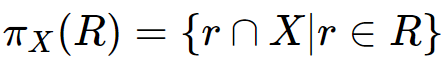 π_X(R) = {r ∩ X|r ∈ R}